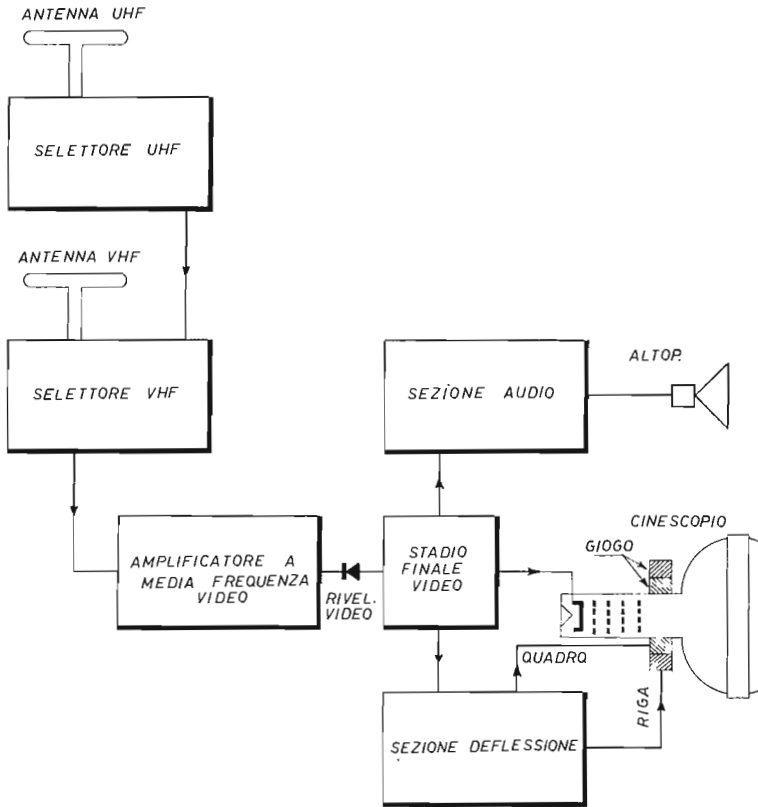 ANTENNA UHF
SELETTORE UHF
ANTENNA VHF
SELETTORE VHF
SEZIONE AUDIO
ALTOP.
AMPLIFICATORE A
MEDIA FREQUENZA
VIDEO
RIVEL.
VIDEO
STADIO
FINALE
VIDEO
CINESCOPIO
GIOGO
QUADRO
RIGA
SEZIONE DEFLESSIONE